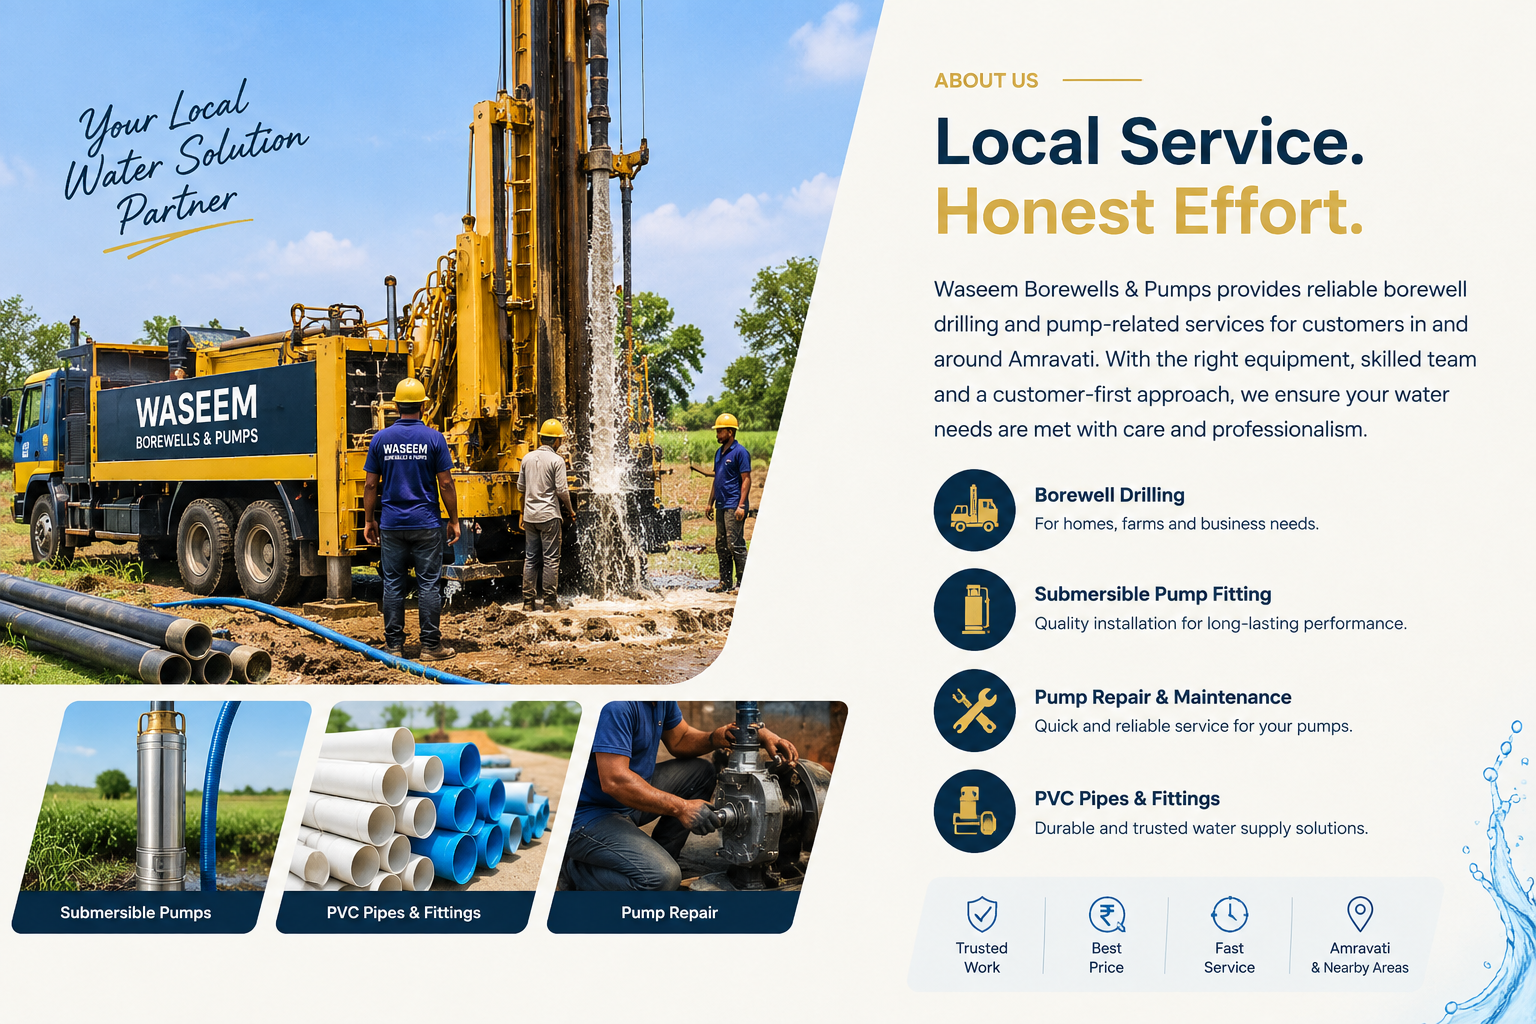 Your Local
Water Solution
Partner
WASEEM
BOREWELLS & PUMPS
WASEEM
BOREWELLS & PUMPS
Submersible Pumps
PVC Pipes & Fittings
Pump Repair
ABOUT US
Local Service.
Honest Effort.
Waseem Borewells & Pumps provides reliable borewell
drilling and pump-related services for customers in and
around Amravati. With the right equipment, skilled team
and a customer-first approach, we ensure your water
needs are met with care and professionalism.
Borewell Drilling
For homes, farms and business needs.
Submersible Pump Fitting
Quality installation for long-lasting performance.
Pump Repair & Maintenance
Quick and reliable service for your pumps.
PVC Pipes & Fittings
Durable and trusted water supply solutions.
₹
Trusted
Work
Best
Price
Fast
Service
Amravati
& Nearby Areas